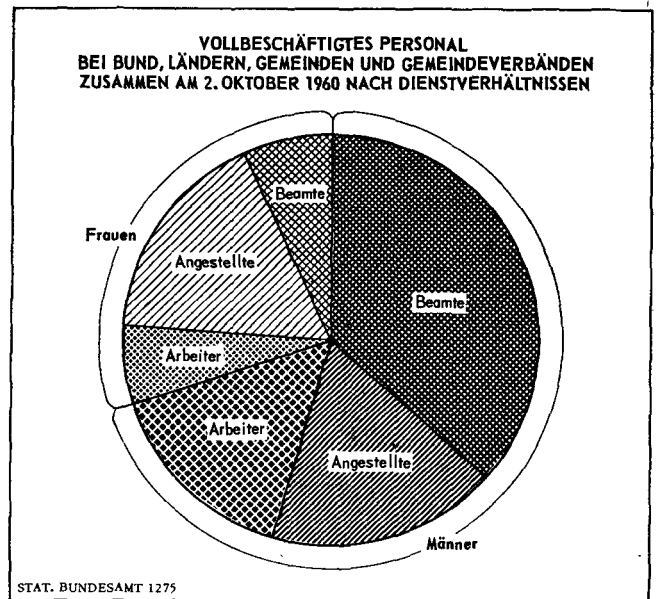 VOLLBESCHÄFTIGTES PERSONAL
BEI BUND, LÄNDERN, GEMEINDEN UND GEMEINDEVERBÄNDEN
ZUSAMMEN AM 2. OKTOBER 1960 NACH DIENSTVERHÄLTNISSEN
Beamte
Frauen
Angestellte
Beamte
Arbeiter
Arbeiter
Angestellte
Männer
STAT. BUNDESAMT 1275